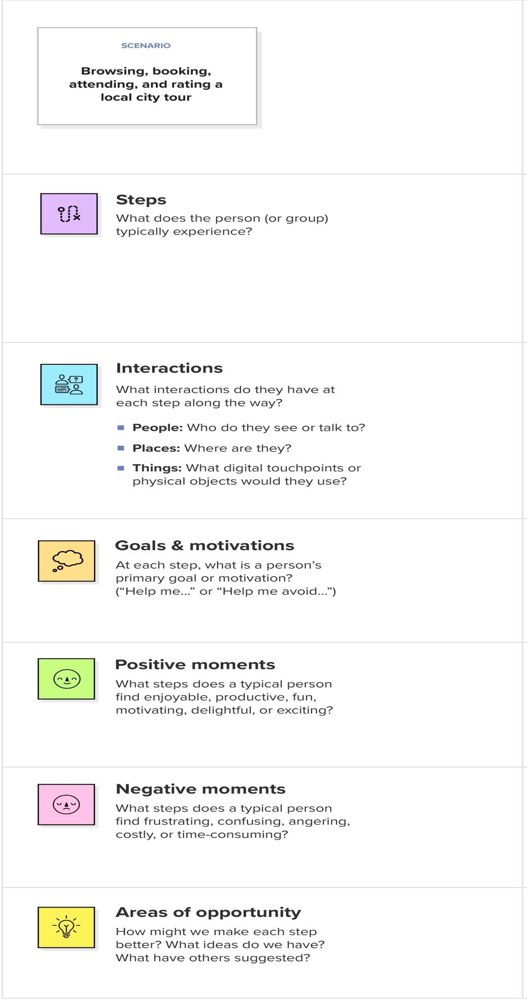 SCENARIO
Browsing, booking,
attending, and rating a
local city tour
Steps
What does the person (or group)
typically experience?
Interactions
What interactions do they have at
each step along the way?
People: Who do they see or talk to?
Places: Where are they?
Things: What digital touchpoints or
physical objects would they use?
Goals & motivations
At each step, what is a person’s
primary goal or motivation?
(“Help me...” or “Help me avoid...”)
Positive moments
What steps does a typical person
find enjoyable, productive, fun,
motivating, delightful, or exciting?
Negative moments
What steps does a typical person
find frustrating, confusing, angering,
costly, or time-consuming?
Areas of opportunity
How might we make each step
better? What ideas do we have?
What have others suggested?